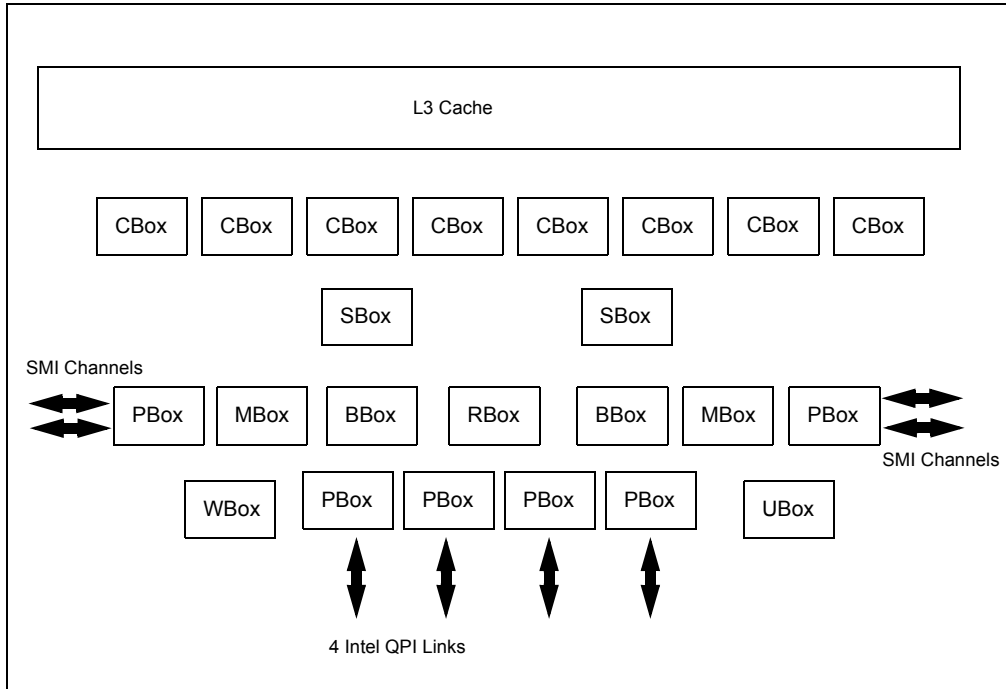 L3 Cache
CBox CBox CBox CBox CBox CBox CBox CBox
SBox SBox
SMI Channels
PBox MBox BBox RBox BBox MBox PBox
SMI Channels
WBox PBox PBox PBox PBox UBox
4 Intel QPI Links